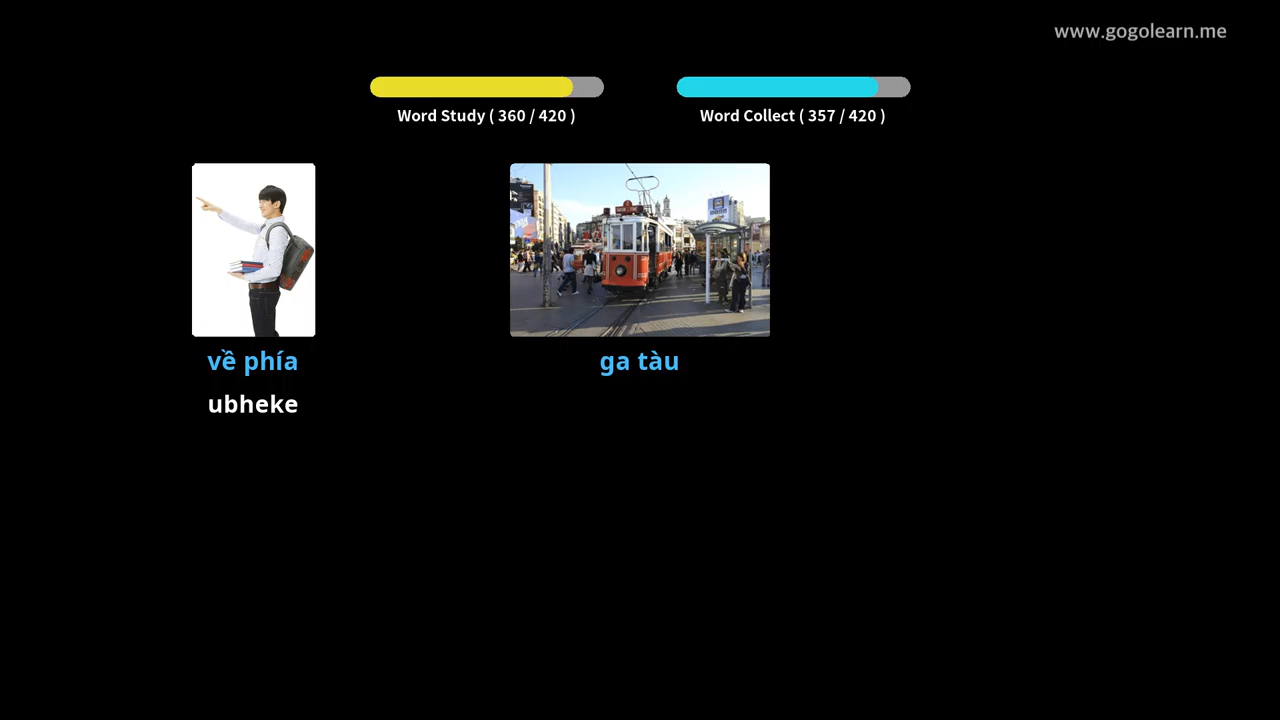 www.gogolearn.me
Word Study ( 360 / 420 )
Word Collect ( 357 / 420 )
về phía
ga tàu
ubheke